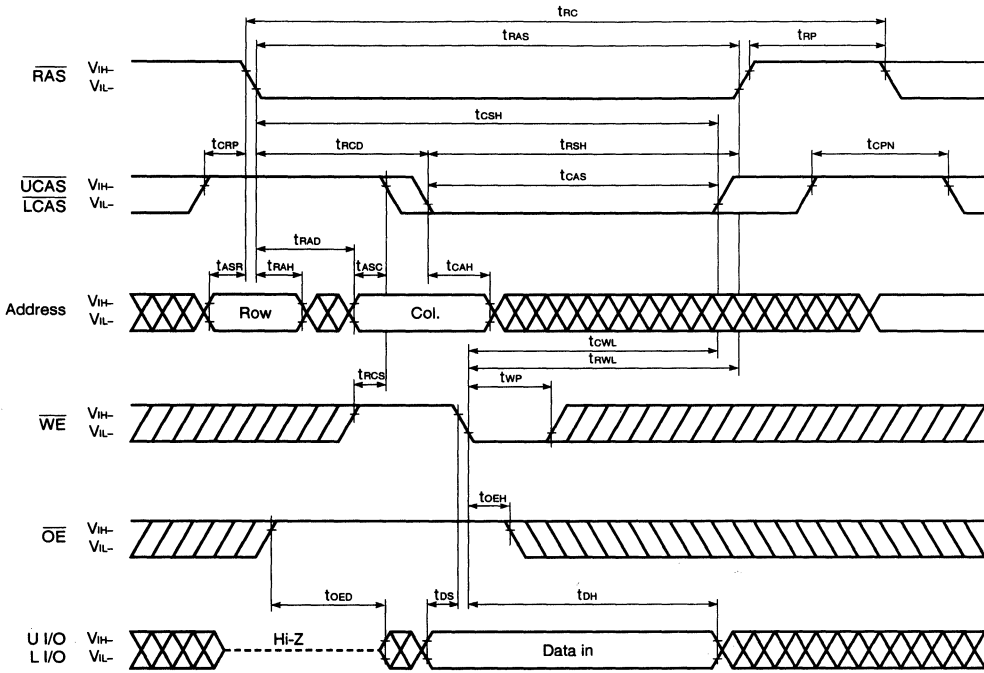 tRC
tRAS
tRP
RAS VIH–
VIL–
tCSH
tCRP tRCD tRSH tCPN
UCAS VIH–
LCAS VIL–
tCAS
tRAD
tASR tRAH tASC tCAH
Address VIH–
VIL–
Row Col.
tCWL
tRWL
tRCS tWP
WE VIH–
VIL–
tOEH
OE VIH–
VIL–
tOED tDS tDH
U I/O VIH–
L I/O VIL–
Hi-Z Data in